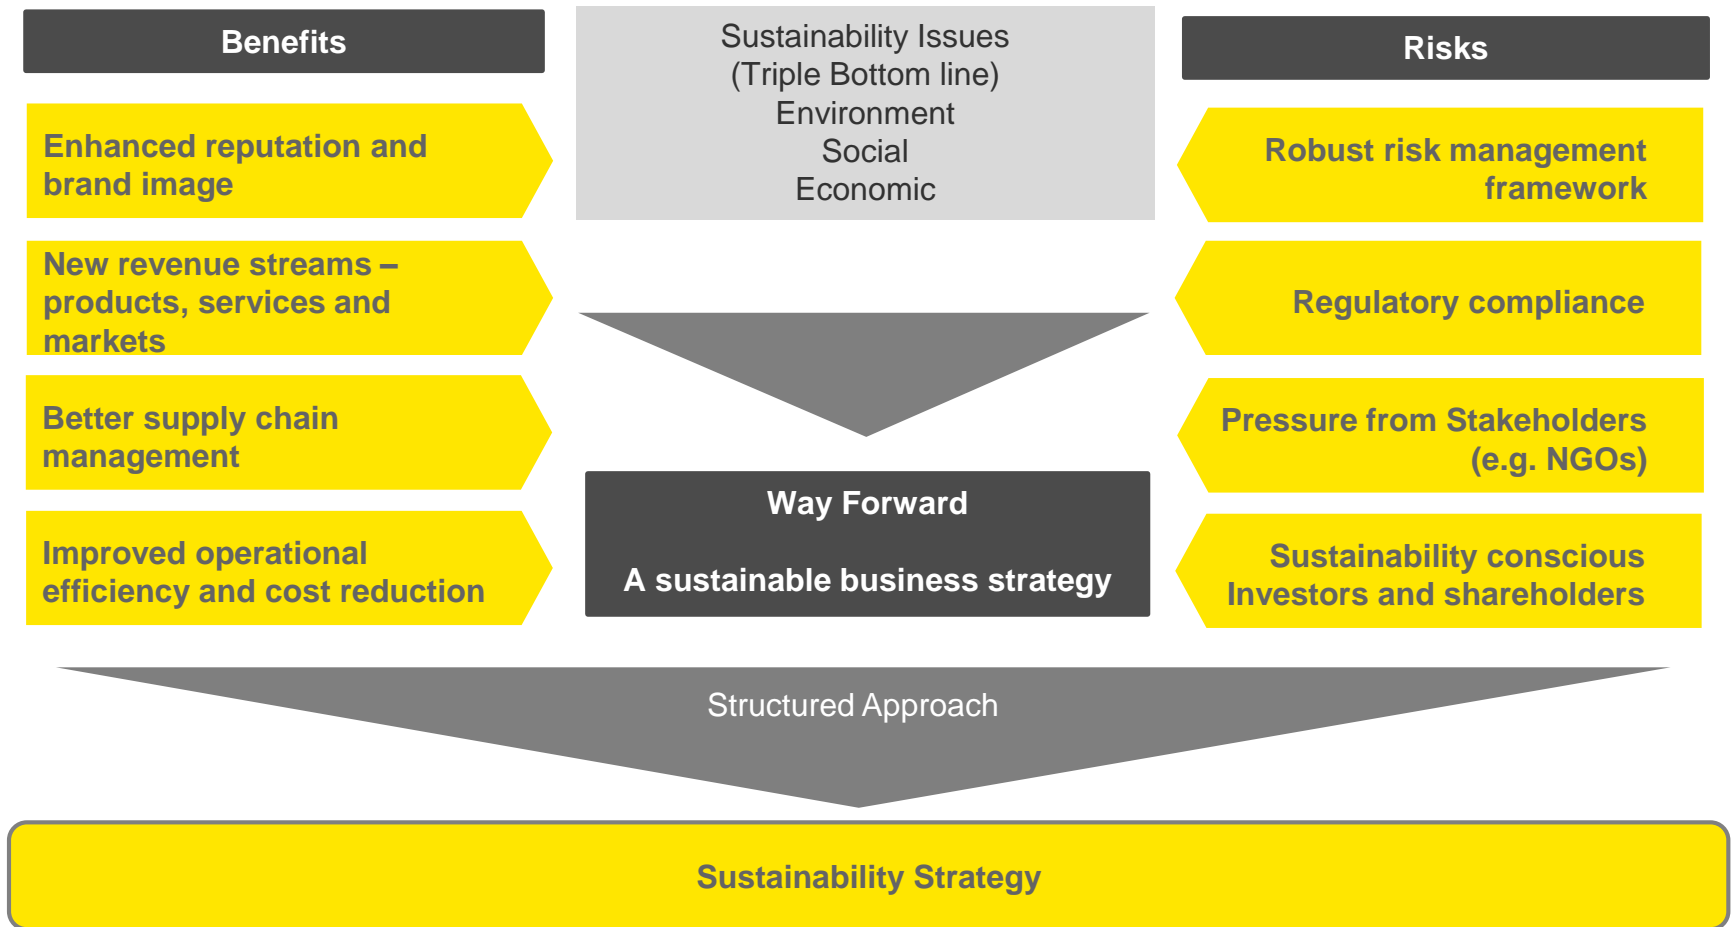 Benefits
Enhanced reputation and
brand image
New revenue streams –
products, services and
markets
Better supply chain
management
Improved operational
efficiency and cost reduction
Sustainability Issues
(Triple Bottom line)
Environment
Social
Economic
Way Forward
A sustainable business strategy
Risks
Robust risk management
framework
Regulatory compliance
Pressure from Stakeholders
(e.g. NGOs)
Sustainability conscious
Investors and shareholders
Structured Approach
Sustainability Strategy